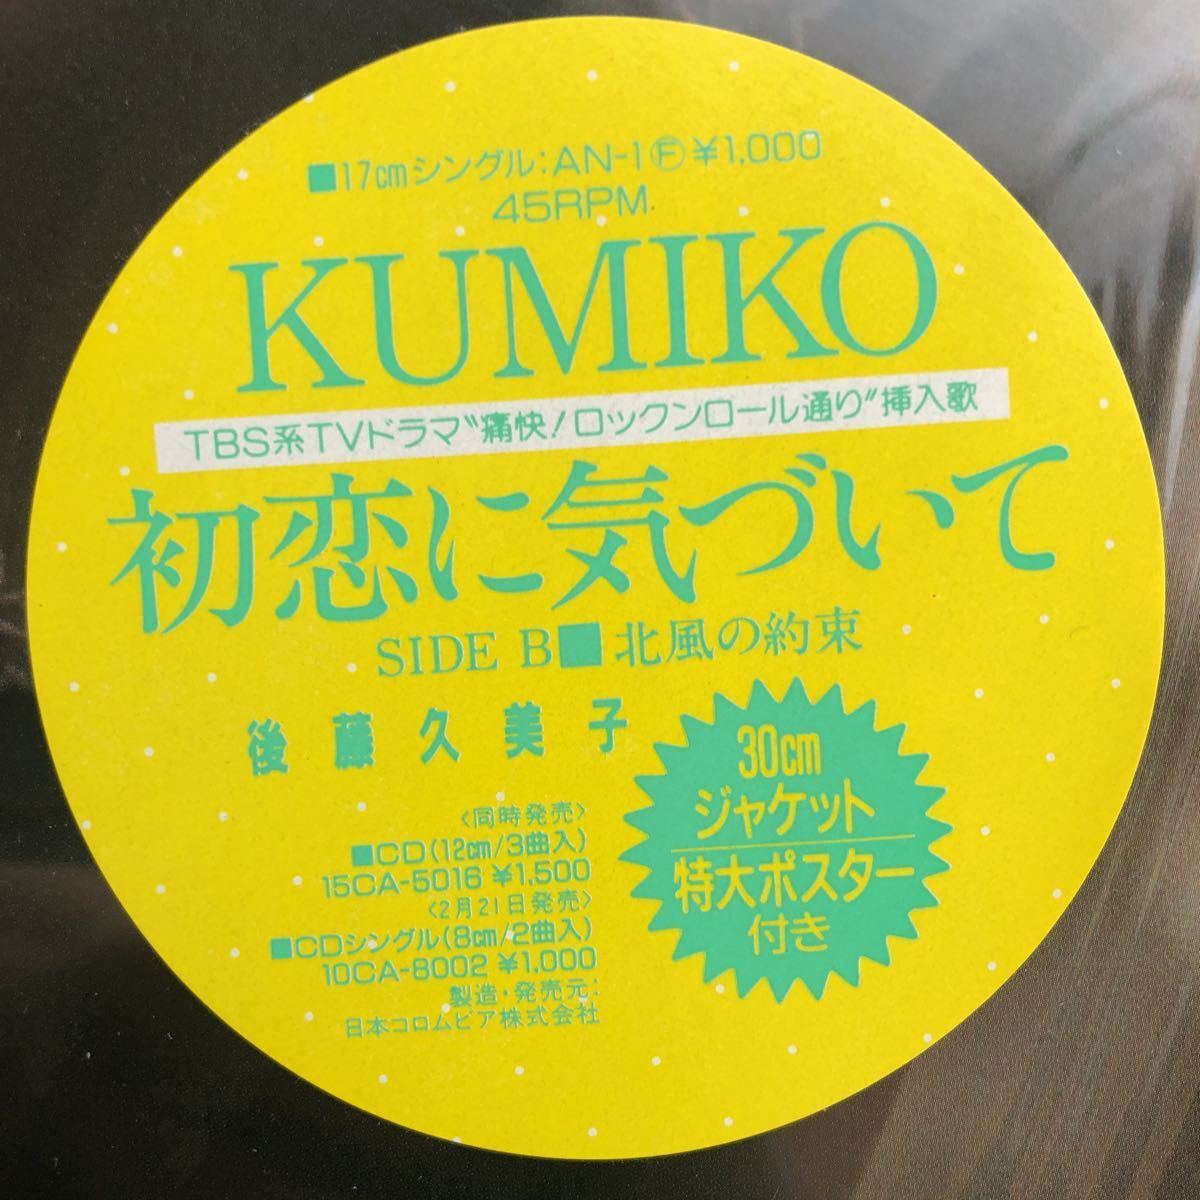 ■17cmシングル:AN-1Ⓕ¥1,000
45RPM
KUMIKO
TBS系TVドラマ〝痛快!ロックンロール通り〞挿入歌
初恋に気づいて
SIDE B■北風の約束
後藤久美子
30cm
ジャケット
特大ポスター
付き
〈同時発売〉
■CD(12cm/3曲入)
15CA-5016 ¥1,500
〈2月21日発売〉
■CDシングル(8cm/2曲入)
10CA-8002 ¥1,000
製造・発売元:
日本コロムビア株式会社